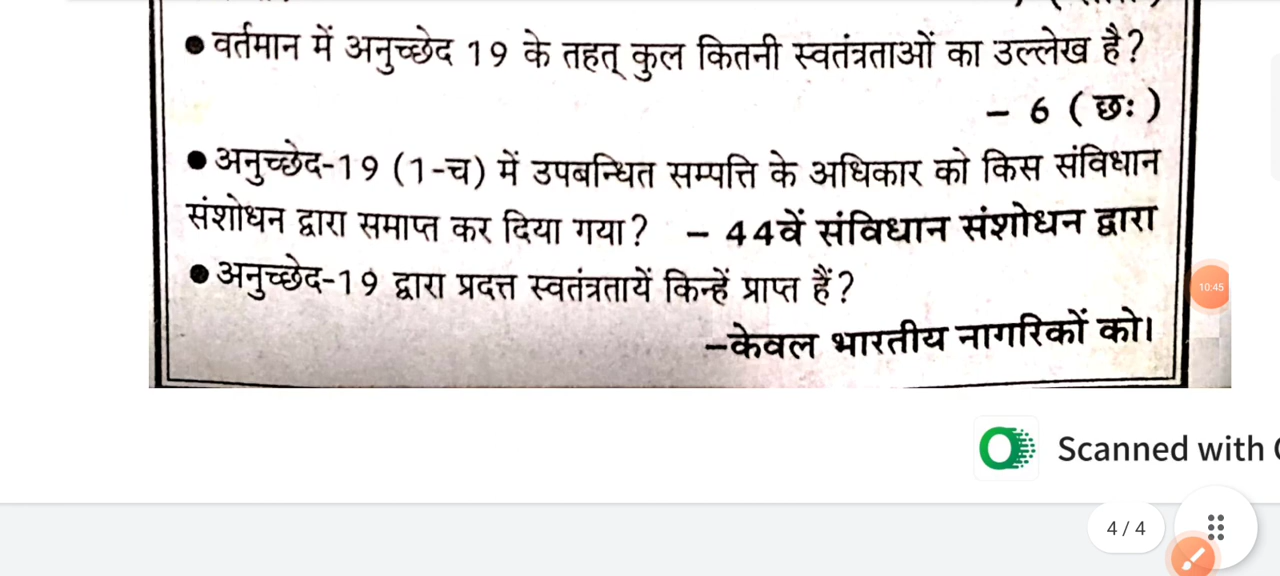 ● वर्तमान में अनुच्छेद 19 के तहत् कुल कितनी स्वतंत्रताओं का उल्लेख है?
– 6 (छः)
● अनुच्छेद-19 (1-च) में उपबन्धित सम्पत्ति के अधिकार को किस संविधान
संशोधन द्वारा समाप्त कर दिया गया? – 44वें संविधान संशोधन द्वारा
● अनुच्छेद-19 द्वारा प्रदत्त स्वतंत्रतायें किन्हें प्राप्त हैं?
10:45
–केवल भारतीय नागरिकों को।
Scanned with
4 / 4